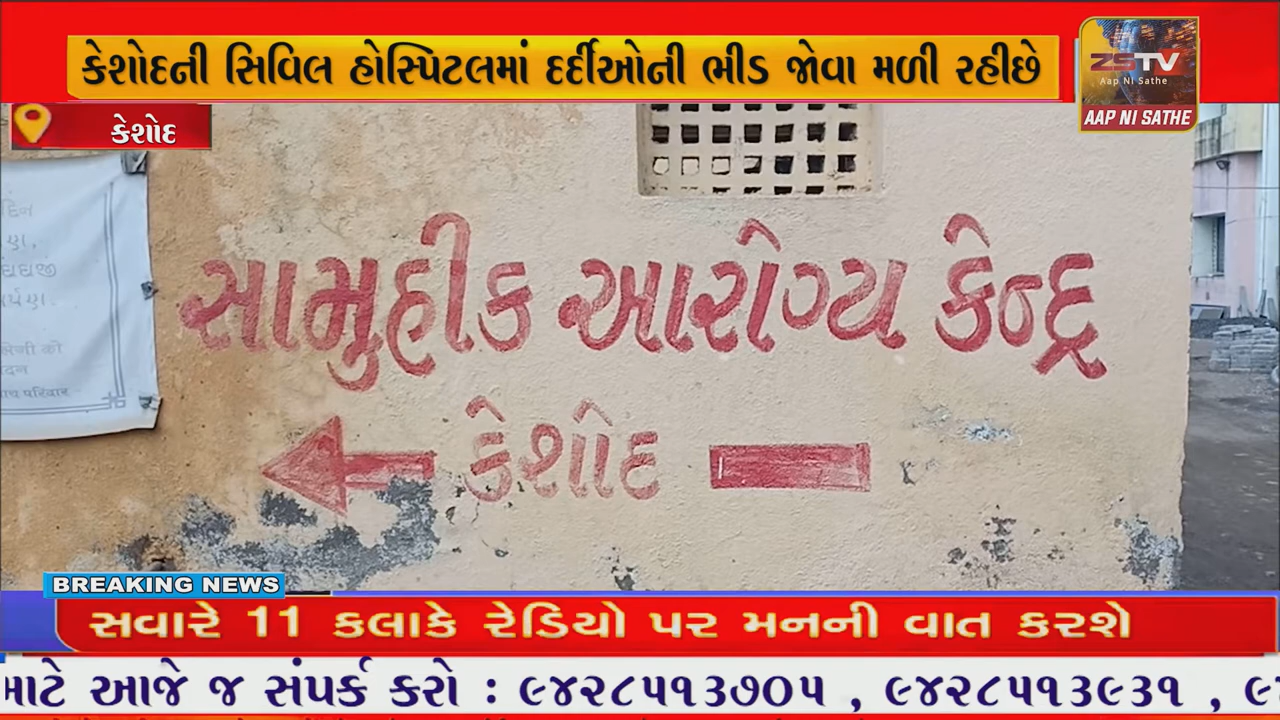 કેશોદની સિવિલ હોસ્પિટલમાં દર્દીઓની ભીડ જોવા મળી રહીછે
ZSTV
Aap Ni Sathe
AAP NI SATHE
કેશોદ
સામુહીક આરોગ્ય કેન્દ્ર
કેશોદ
BREAKING NEWS
સવારે 11 કલાકે રેડિયો પર મનની વાત કરશે
માટે આજે જ સંપર્ક કરો : ૯૪૨૮૫૧૩૭૦૫ , ૯૪૨૮૫૧૩૯૩૧ ,